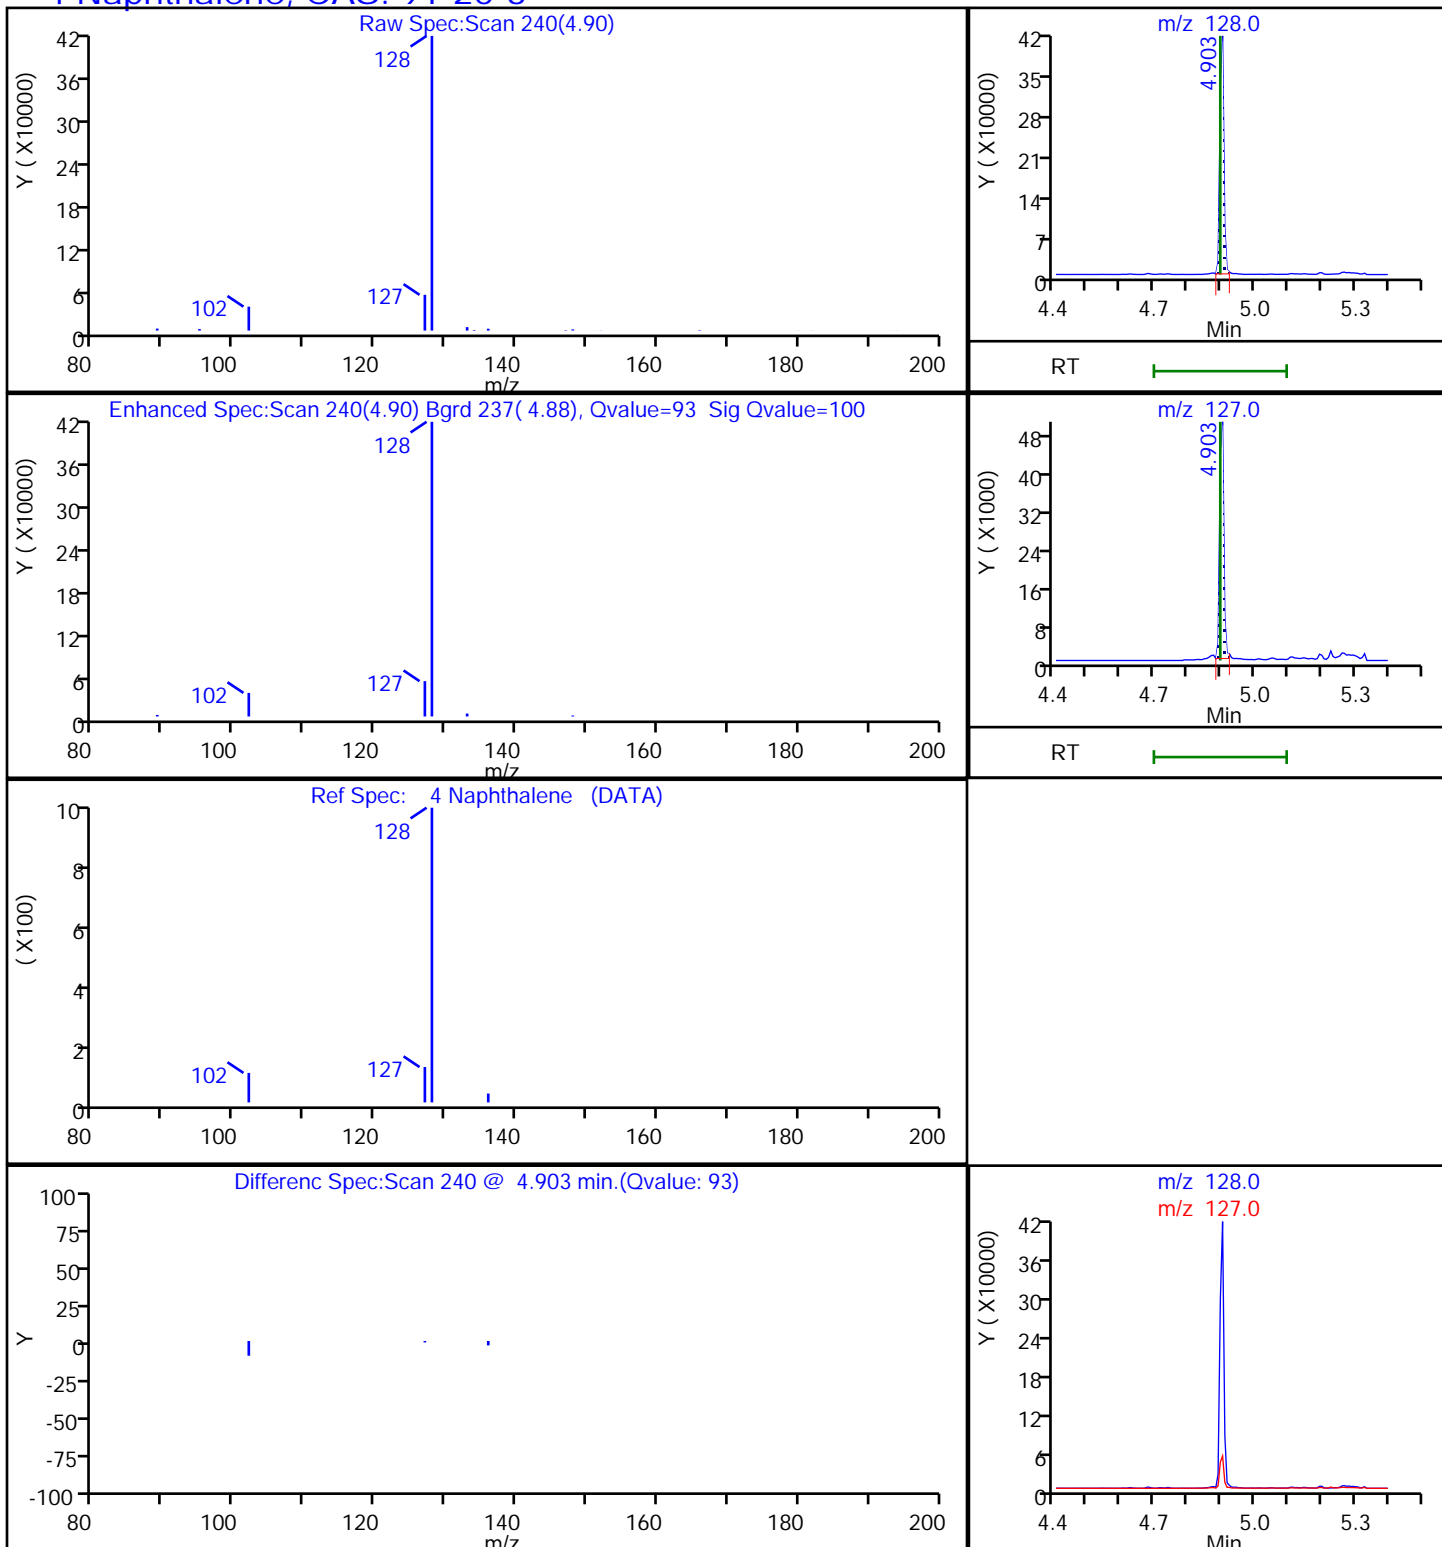 Raw Spec:Scan 240(4.90)
Y ( X10000)
42
36
30
24
18
12
6
0
128
127
102
80 100 120 140 160 180 200
m/z
m/z 128.0
Y ( X10000)
42
35
28
21
14
7
0
4.903
4.4 4.7 5.0 5.3
Min
RT
Enhanced Spec:Scan 240(4.90) Bgrd 237( 4.88), Qvalue=93 Sig Qvalue=100
Y ( X10000)
42
36
30
24
18
12
6
0
128
127
102
80 100 120 140 160 180 200
m/z
m/z 127.0
Y ( X1000)
48
40
32
24
16
8
0
4.903
4.4 4.7 5.0 5.3
Min
RT
Ref Spec: 4 Naphthalene (DATA)
( X100)
10
8
6
4
2
0
128
127
102
80 100 120 140 160 180 200
Differenc Spec:Scan 240 @ 4.903 min.(Qvalue: 93)
Y
100
75
50
25
0
-25
-50
-75
-100
80 100 120 140 160 180 200
m/z
m/z 128.0
m/z 127.0
Y ( X10000)
42
36
30
24
18
12
6
0
4.4 4.7 5.0 5.3
Min